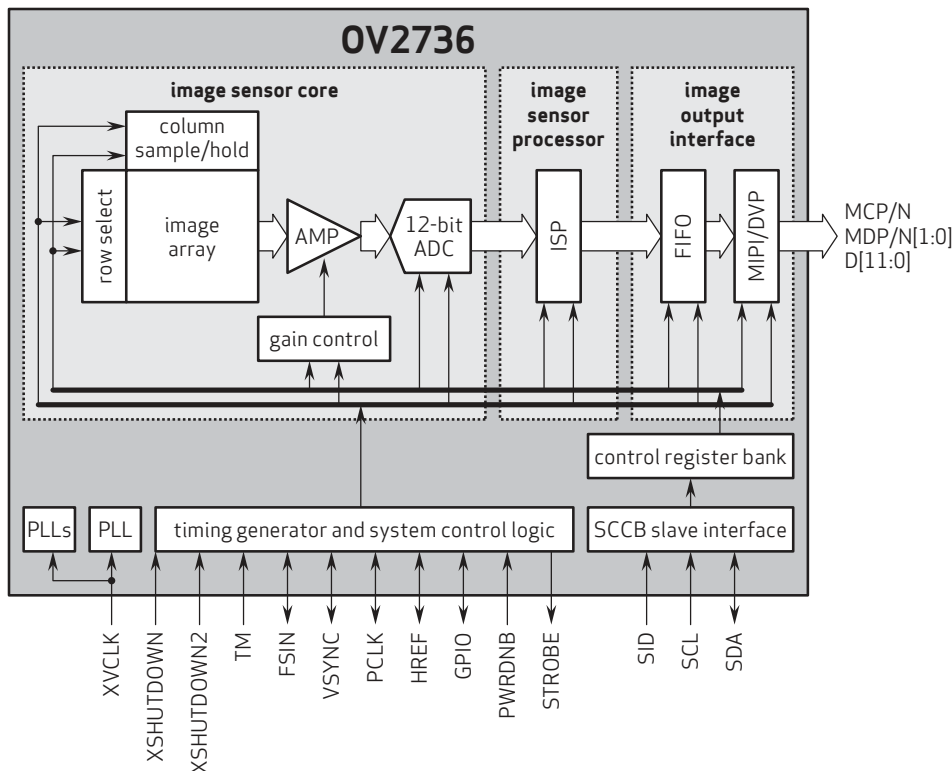 OV2736
image sensor core
image
sensor
processor
image
output
interface
column
sample/hold
row select
image
array
AMP
12-bit
ADC
gain control
ISP
FIFO
MIPI/DVP
MCP/N
MDP/N[1:0]
D[11:0]
control register bank
PLLs
PLL
timing generator and system control logic
SCCB slave interface
XVCLK
XSHUTDOWN
XSHUTDOWN2
TM
FSIN
VSYNC
PCLK
HREF
GPIO
PWRDNB
STROBE
SID
SCL
SDA